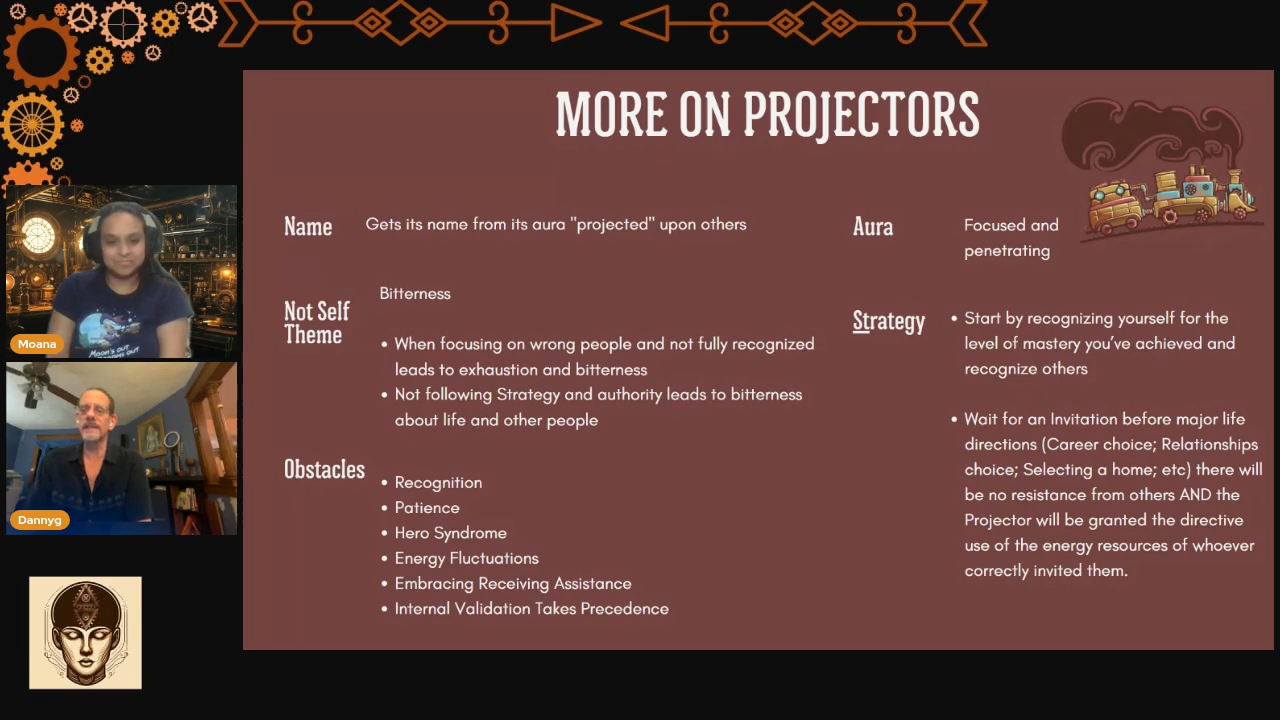 MORE ON PROJECTORS
Name
Gets its name from its aura "projected" upon others
Not Self
Theme
Bitterness
• When focusing on wrong people and not fully recognized
leads to exhaustion and bitterness
• Not following Strategy and authority leads to bitterness
about life and other people
Obstacles
• Recognition
• Patience
• Hero Syndrome
• Energy Fluctuations
• Embracing Receiving Assistance
• Internal Validation Takes Precedence
Aura
Focused and
penetrating
Strategy
• Start by recognizing yourself for the
level of mastery you've achieved and
recognize others
• Wait for an Invitation before major life
directions (Career choice; Relationships
choice; Selecting a home; etc) there will
be no resistance from others AND the
Projector will be granted the directive
use of the energy resources of whoever
correctly invited them.
MOON'S OUT
Moana
Dannyg